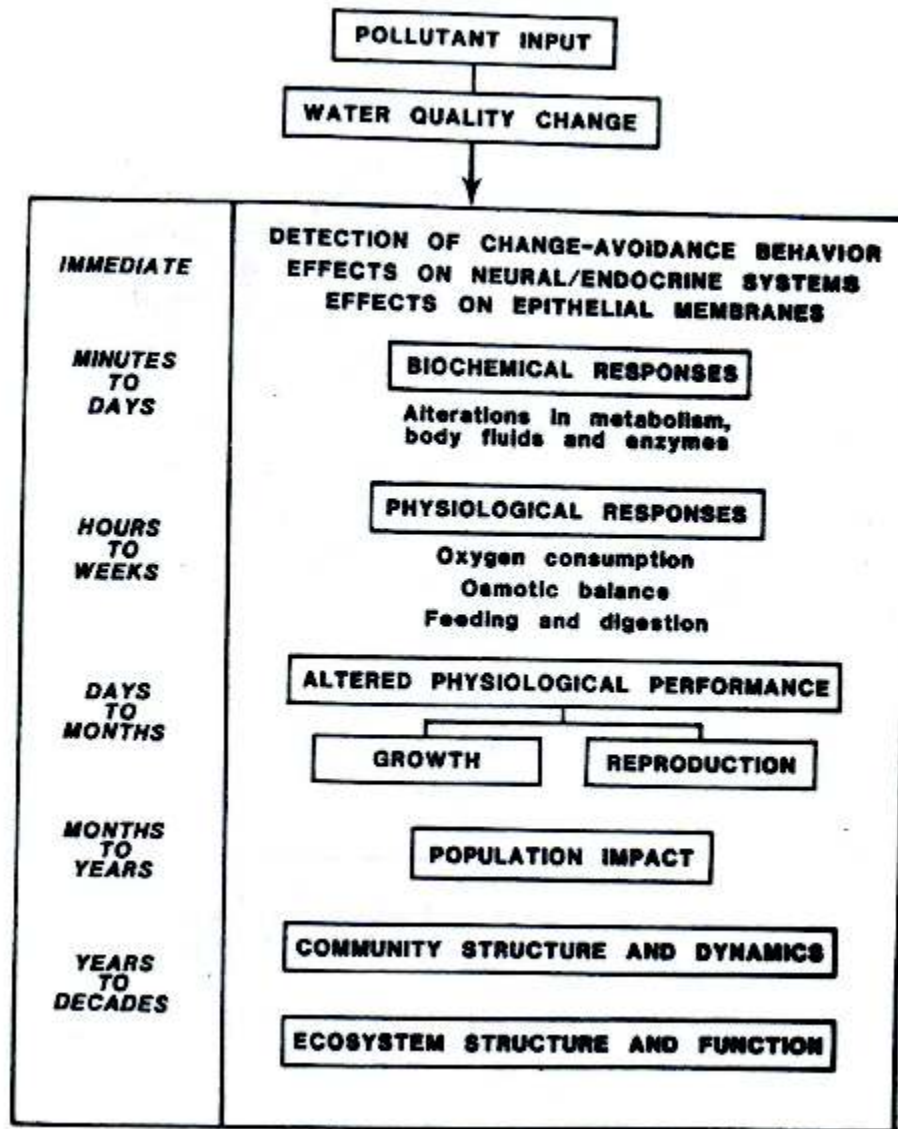 POLLUTANT INPUT
WATER QUALITY CHANGE
IMMEDIATE
DETECTION OF CHANGE-AVOIDANCE BEHAVIOR
EFFECTS ON NEURAL/ENDOCRINE SYSTEMS
EFFECTS ON EPITHELIAL MEMBRANES
MINUTES
TO
DAYS
BIOCHEMICAL RESPONSES
Alterations in metabolism,
body fluids and enzymes
HOURS
TO
WEEKS
PHYSIOLOGICAL RESPONSES
Oxygen consumption
Osmotic balance
Feeding and digestion
DAYS
TO
MONTHS
ALTERED PHYSIOLOGICAL PERFORMANCE
GROWTH
REPRODUCTION
MONTHS
TO
YEARS
POPULATION IMPACT
YEARS
TO
DECADES
COMMUNITY STRUCTURE AND DYNAMICS
ECOSYSTEM STRUCTURE AND FUNCTION